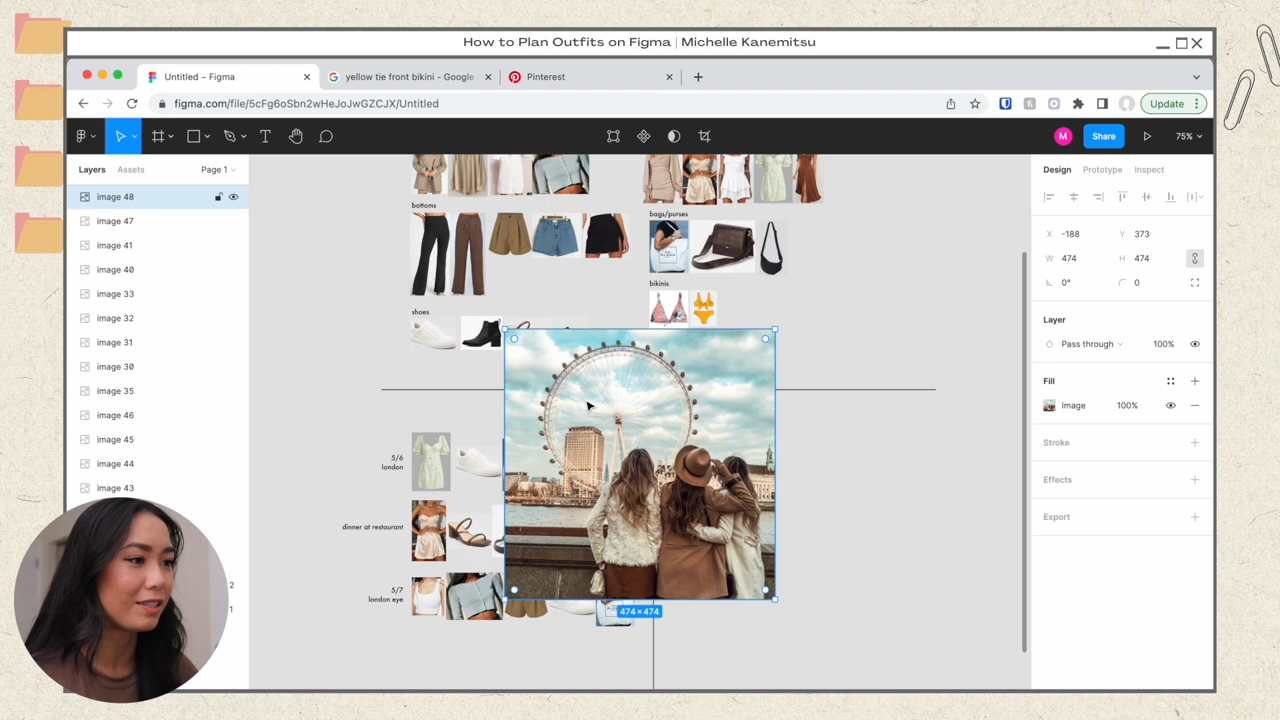 How to Plan Outfits on Figma | Michelle Kanemitsu
Untitled – Figma
yellow tie front bikini - Google
Pinterest
figma.com/file/5cFg6oSbn2wHeJoJwGZCJX/Untitled
Update
M
Share
75%
Layers
Assets
Page 1
Design
Prototype
Inspect
image 48
image 47
image 41
image 40
image 33
image 32
image 31
image 30
image 35
image 46
image 45
image 44
image 43
2
1
bottoms
bags/purses
bikinis
shoes
5/6
london
dinner at restaurant
5/7
london eye
474 × 474
X
-188
Y
373
W
474
H
474
0°
0
Layer
Pass through
100%
Fill
Image
100%
Stroke
Effects
Export